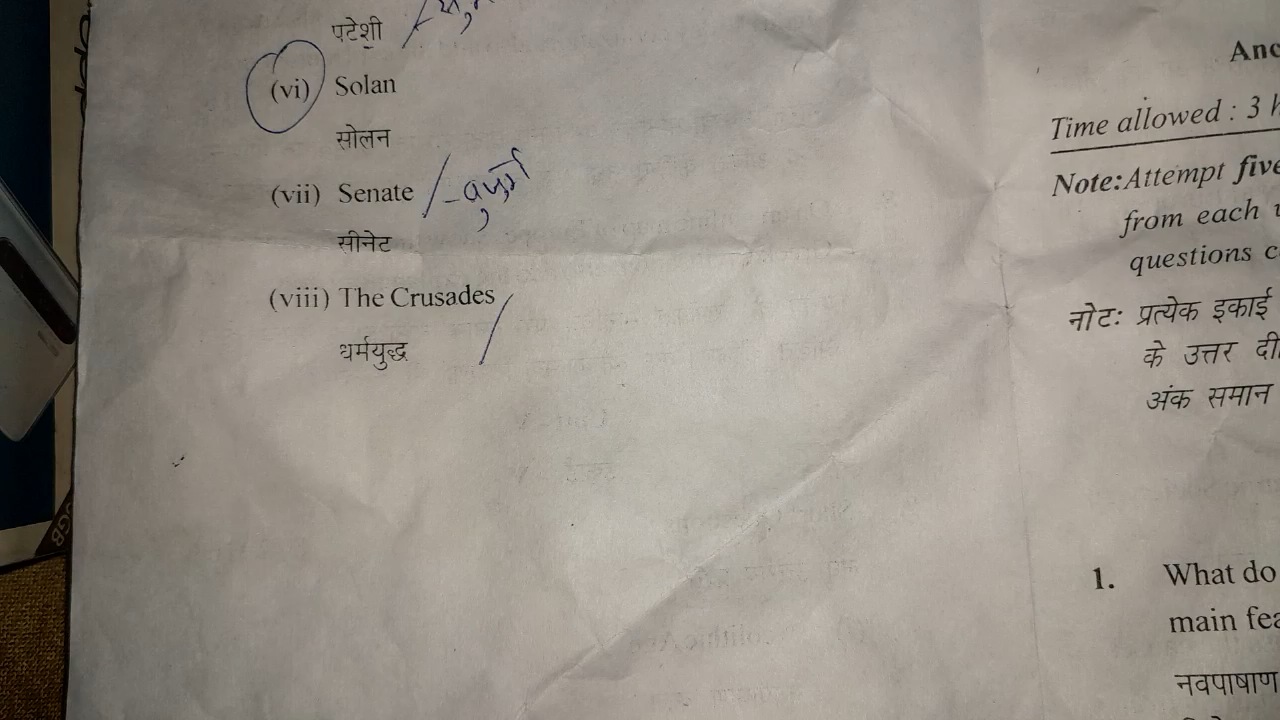 पटेशी
(vi) Solan
सोलन
(vii) Senate
सीनेट
(viii) The Crusades
धर्मयुद्ध
Anc
Time allowed : 3 h
Note:Attempt five
from each
questions c
नोटः प्रत्येक इकाई
के उत्तर दी
अंक समान
1. What do
main fea
नवपाषाण